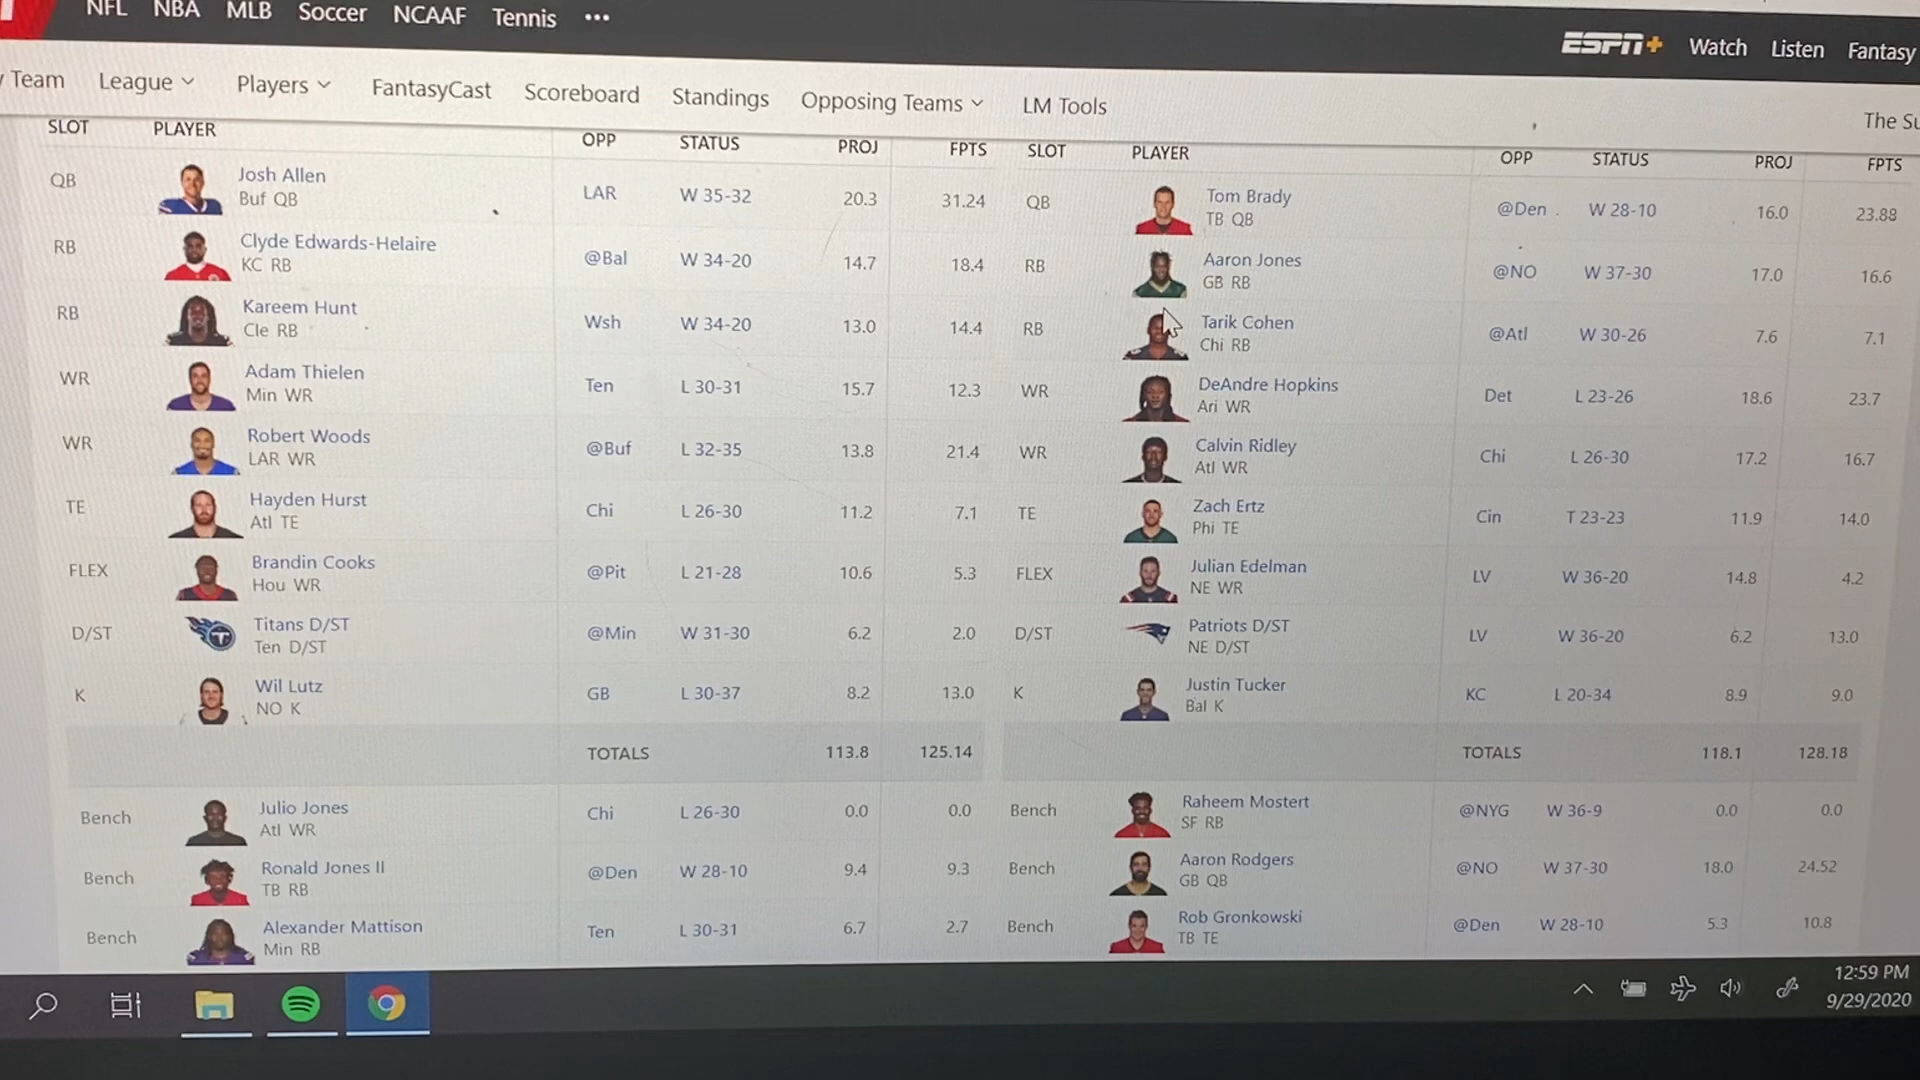 NFL NBA MLB Soccer NCAAF Tennis •••
ESPN+ Watch Listen Fantasy
Team League Players FantasyCast Scoreboard Standings Opposing Teams LM Tools
The Su
SLOT PLAYER OPP STATUS PROJ FPTS SLOT PLAYER OPP STATUS PROJ FPTS
QB Josh Allen LAR W 35-32 20.3 31.24 QB Tom Brady @Den W 28-10 16.0 23.88
Buf QB TB QB
RB Clyde Edwards-Helaire @Bal W 34-20 14.7 18.4 RB Aaron Jones @NO W 37-30 17.0 16.6
KC RB GB RB
RB Kareem Hunt Wsh W 34-20 13.0 14.4 RB Tarik Cohen @Atl W 30-26 7.6 7.1
Cle RB Chi RB
WR Adam Thielen Ten L 30-31 15.7 12.3 WR DeAndre Hopkins Det L 23-26 18.6 23.7
Min WR Ari WR
WR Robert Woods @Buf L 32-35 13.8 21.4 WR Calvin Ridley Chi L 26-30 17.2 16.7
LAR WR Atl WR
TE Hayden Hurst Chi L 26-30 11.2 7.1 TE Zach Ertz Cin T 23-23 11.9 14.0
Atl TE Phi TE
FLEX Brandin Cooks @Pit L 21-28 10.6 5.3 FLEX Julian Edelman LV W 36-20 14.8 4.2
Hou WR NE WR
D/ST Titans D/ST @Min W 31-30 6.2 2.0 D/ST Patriots D/ST LV W 36-20 6.2 13.0
Ten D/ST NE D/ST
K Wil Lutz GB L 30-37 8.2 13.0 K Justin Tucker KC L 20-34 8.9 9.0
NO K Bal K
TOTALS 113.8 125.14 TOTALS 118.1 128.18
Bench Julio Jones Chi L 26-30 0.0 0.0 Bench Raheem Mostert @NYG W 36-9 0.0 0.0
Atl WR SF RB
Bench Ronald Jones II @Den W 28-10 9.4 9.3 Bench Aaron Rodgers @NO W 37-30 18.0 24.52
TB RB GB QB
Bench Alexander Mattison Ten L 30-31 6.7 2.7 Bench Rob Gronkowski @Den W 28-10 5.3 10.8
Min RB TB TE
12:59 PM
9/29/2020